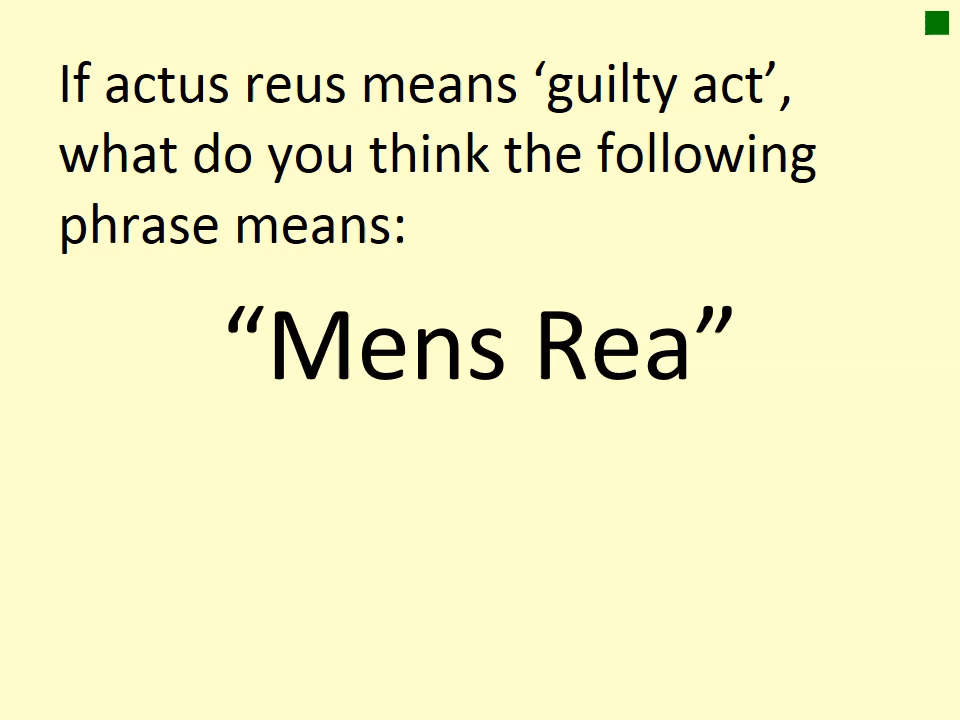 If actus reus means ‘guilty act’,
what do you think the following
phrase means:
“Mens Rea”